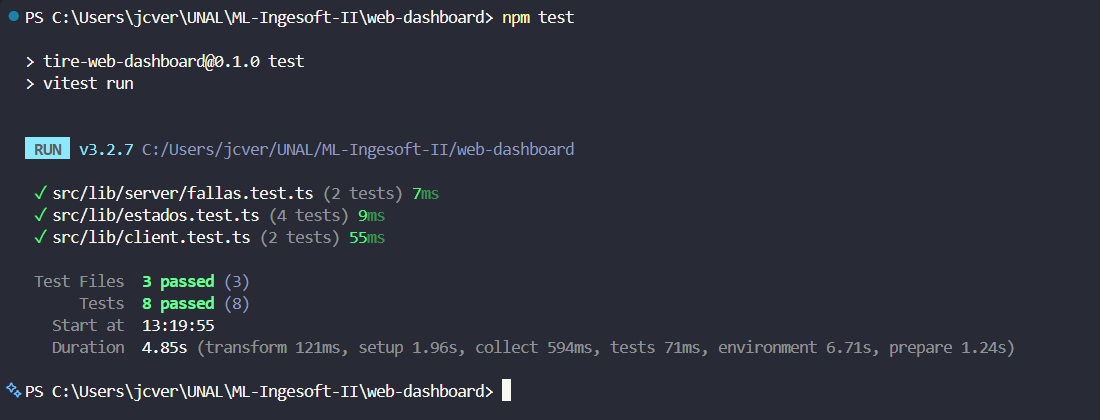 PS C:\Users\jcver\UNAL\ML-Ingesoft-II\web-dashboard> npm test
> tire-web-dashboard@0.1.0 test
> vitest run
RUN v3.2.7 C:/Users/jcver/UNAL/ML-Ingesoft-II/web-dashboard
✓ src/lib/server/fallas.test.ts (2 tests) 7ms
✓ src/lib/estados.test.ts (4 tests) 9ms
✓ src/lib/client.test.ts (2 tests) 55ms
Test Files 3 passed (3)
Tests 8 passed (8)
Start at 13:19:55
Duration 4.85s (transform 121ms, setup 1.96s, collect 594ms, tests 71ms, environment 6.71s, prepare 1.24s)
PS C:\Users\jcver\UNAL\ML-Ingesoft-II\web-dashboard>